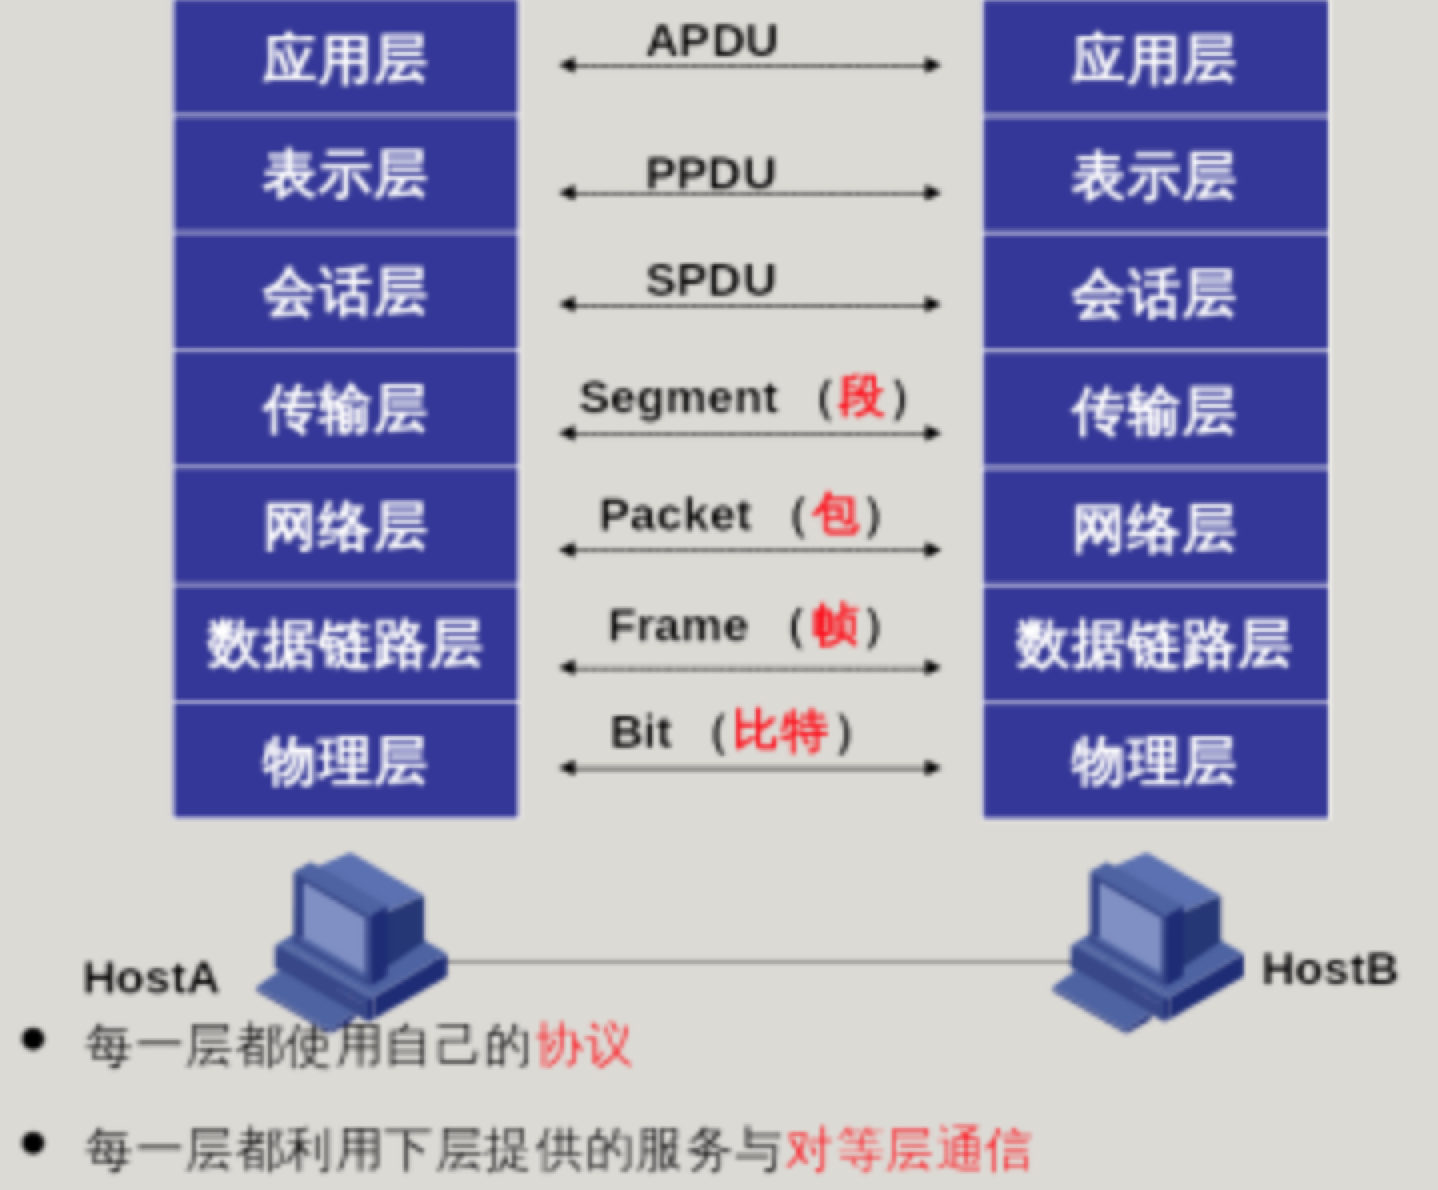 应用层 APDU 应用层
表示层 PPDU 表示层
会话层 SPDU 会话层
传输层 Segment （段） 传输层
网络层 Packet （包） 网络层
数据链路层 Frame （帧） 数据链路层
物理层 Bit （比特） 物理层
HostA HostB
● 每一层都使用自己的协议
● 每一层都利用下层提供的服务与对等层通信